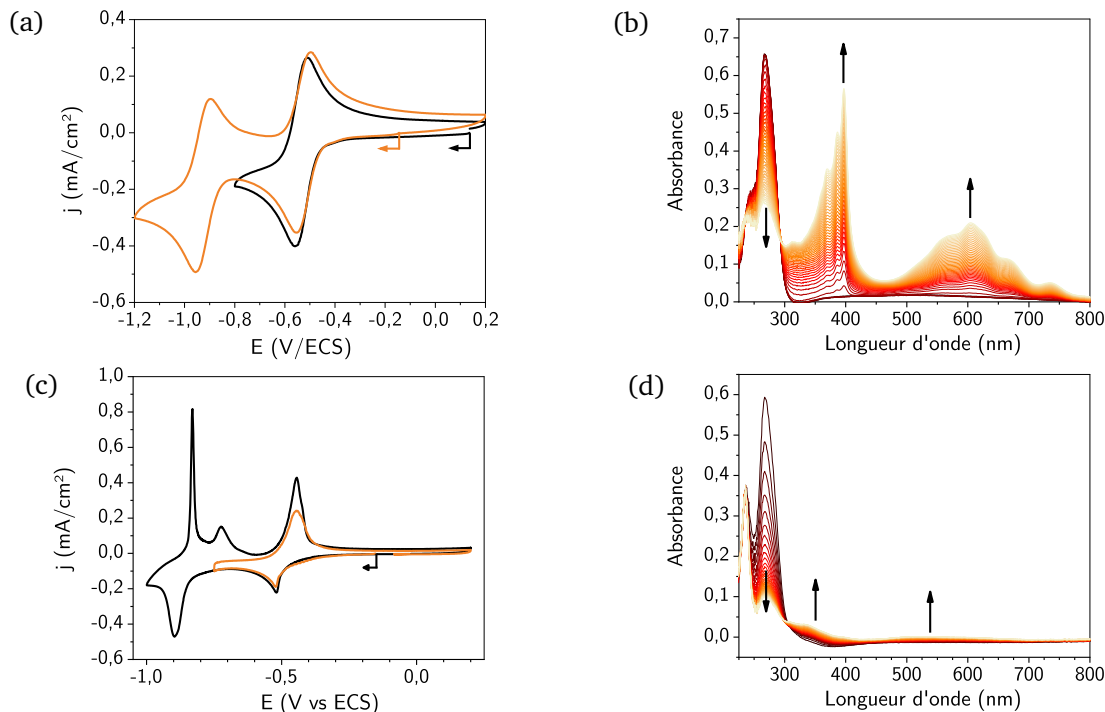 (a)
j (mA/cm²)
0,4
0,2
0,0
-0,2
-0,4
-0,6
-1,2 -1,0 -0,8 -0,6 -0,4 -0,2 0,0 0,2
E (V/ECS)
(b)
Absorbance
0,7
0,6
0,5
0,4
0,3
0,2
0,1
0,0
300 400 500 600 700 800
Longueur d'onde (nm)
(c)
j (mA/cm²)
1,0
0,8
0,6
0,4
0,2
0,0
-0,2
-0,4
-0,6
-1,0 -0,5 0,0
E (V vs ECS)
(d)
Absorbance
0,6
0,5
0,4
0,3
0,2
0,1
0,0
300 400 500 600 700 800
Longueur d'onde (nm)